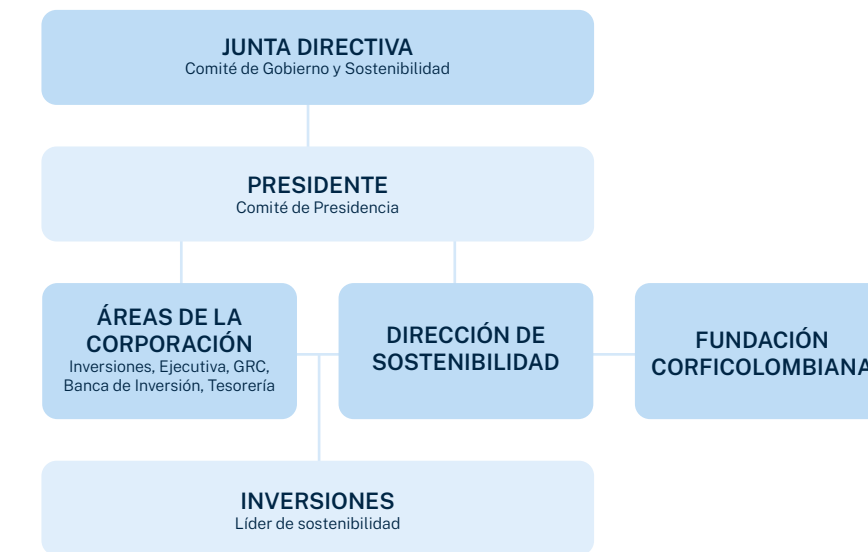 JUNTA DIRECTIVA
Comité de Gobierno y Sostenibilidad
PRESIDENTE
Comité de Presidencia
ÁREAS DE LA
CORPORACIÓN
Inversiones, Ejecutiva, GRC,
Banca de Inversión, Tesorería
DIRECCIÓN DE
SOSTENIBILIDAD
FUNDACIÓN
CORFICOLOMBIANA
INVERSIONES
Líder de sostenibilidad